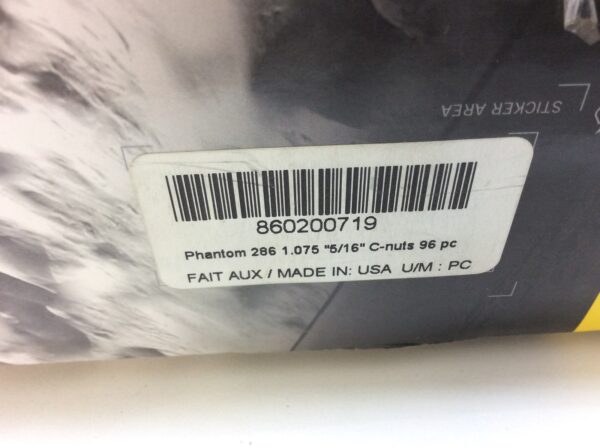 STICKER AREA
860200719
Phantom 286 1.075 "5/16" C-nuts 96 pc
FAIT AUX / MADE IN: USA U/M : PC